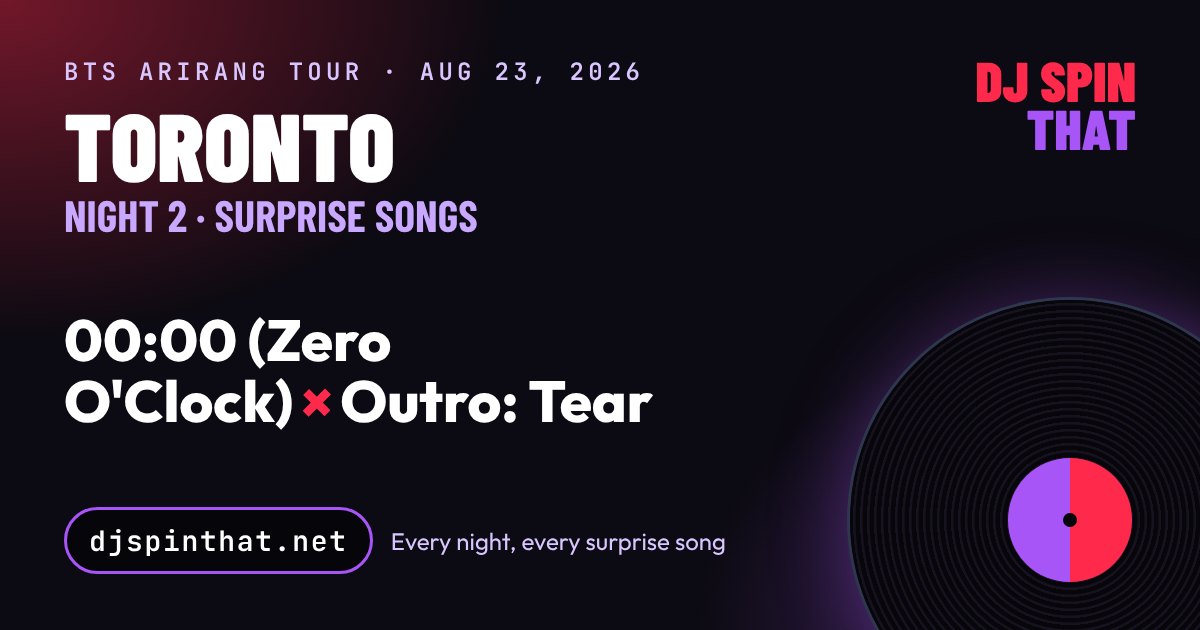 BTS ARIRANG TOUR · AUG 23, 2026
DJ SPIN
THAT
TORONTO
NIGHT 2 · SURPRISE SONGS
00:00 (Zero
O'Clock) × Outro: Tear
djspinthat.net
Every night, every surprise song